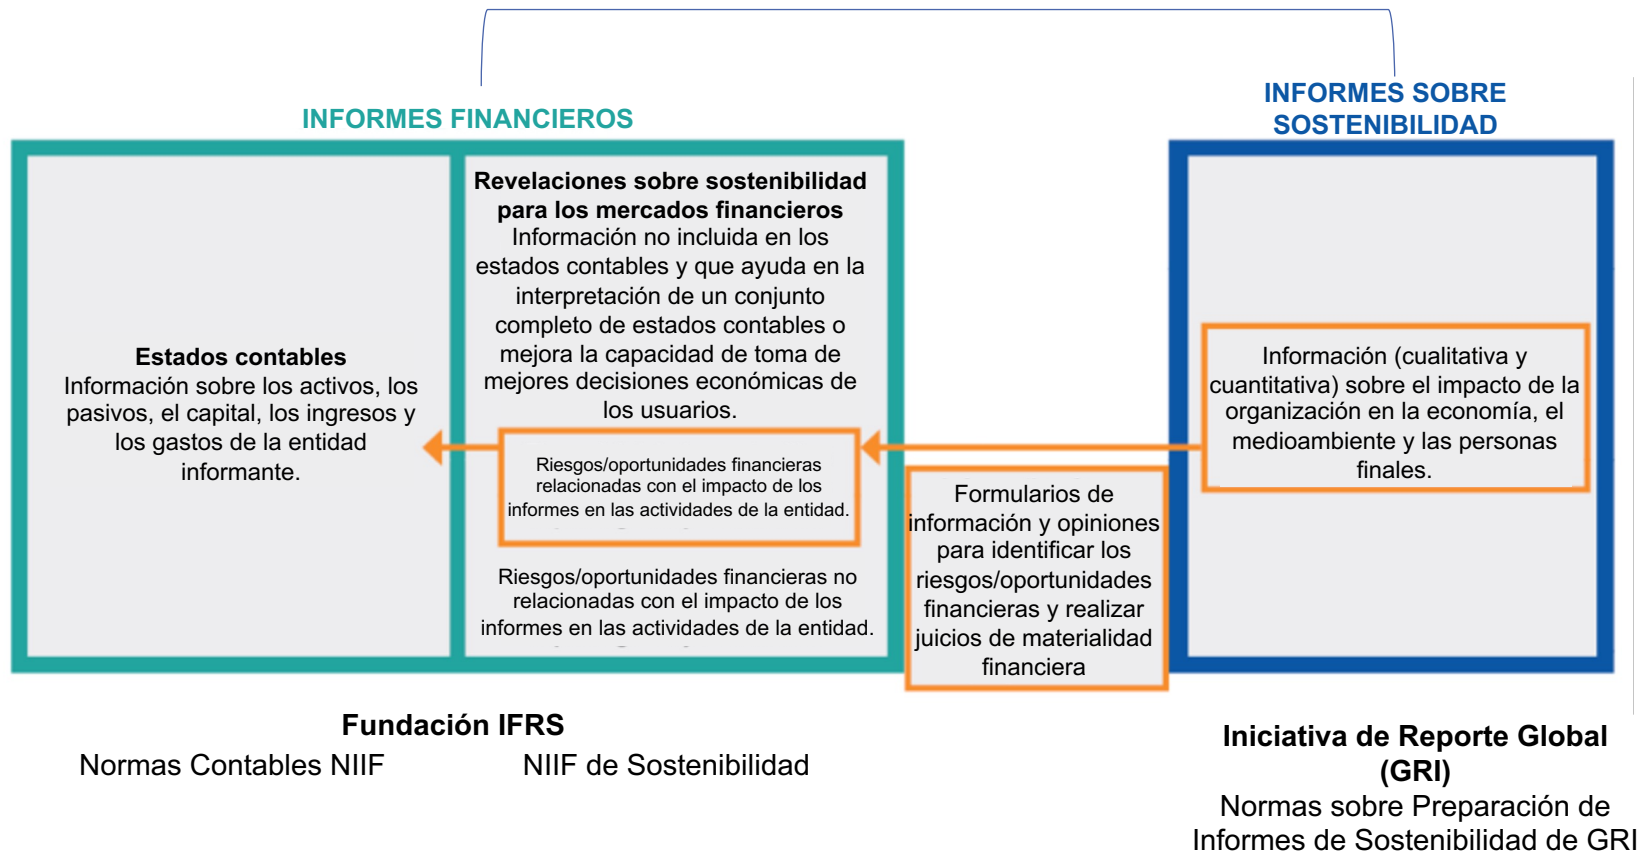 INFORMES FINANCIEROS
INFORMES SOBRE
SOSTENIBILIDAD
Estados contables
Información sobre los activos, los
pasivos, el capital, los ingresos y
los gastos de la entidad
informante.
Revelaciones sobre sostenibilidad
para los mercados financieros
Información no incluida en los
estados contables y que ayuda en la
interpretación de un conjunto
completo de estados contables o
mejora la capacidad de toma de
mejores decisiones económicas de
los usuarios.
Riesgos/oportunidades financieras
relacionadas con el impacto de los
informes en las actividades de la entidad.
Riesgos/oportunidades financieras no
relacionadas con el impacto de los
informes en las actividades de la entidad.
Formularios de
información y opiniones
para identificar los
riesgos/oportunidades
financieras y realizar
juicios de materialidad
financiera
Información (cualitativa y
cuantitativa) sobre el impacto de la
organización en la economía, el
medioambiente y las personas
finales.
Fundación IFRS
Normas Contables NIIF
NIIF de Sostenibilidad
Iniciativa de Reporte Global
(GRI)
Normas sobre Preparación de
Informes de Sostenibilidad de GRI